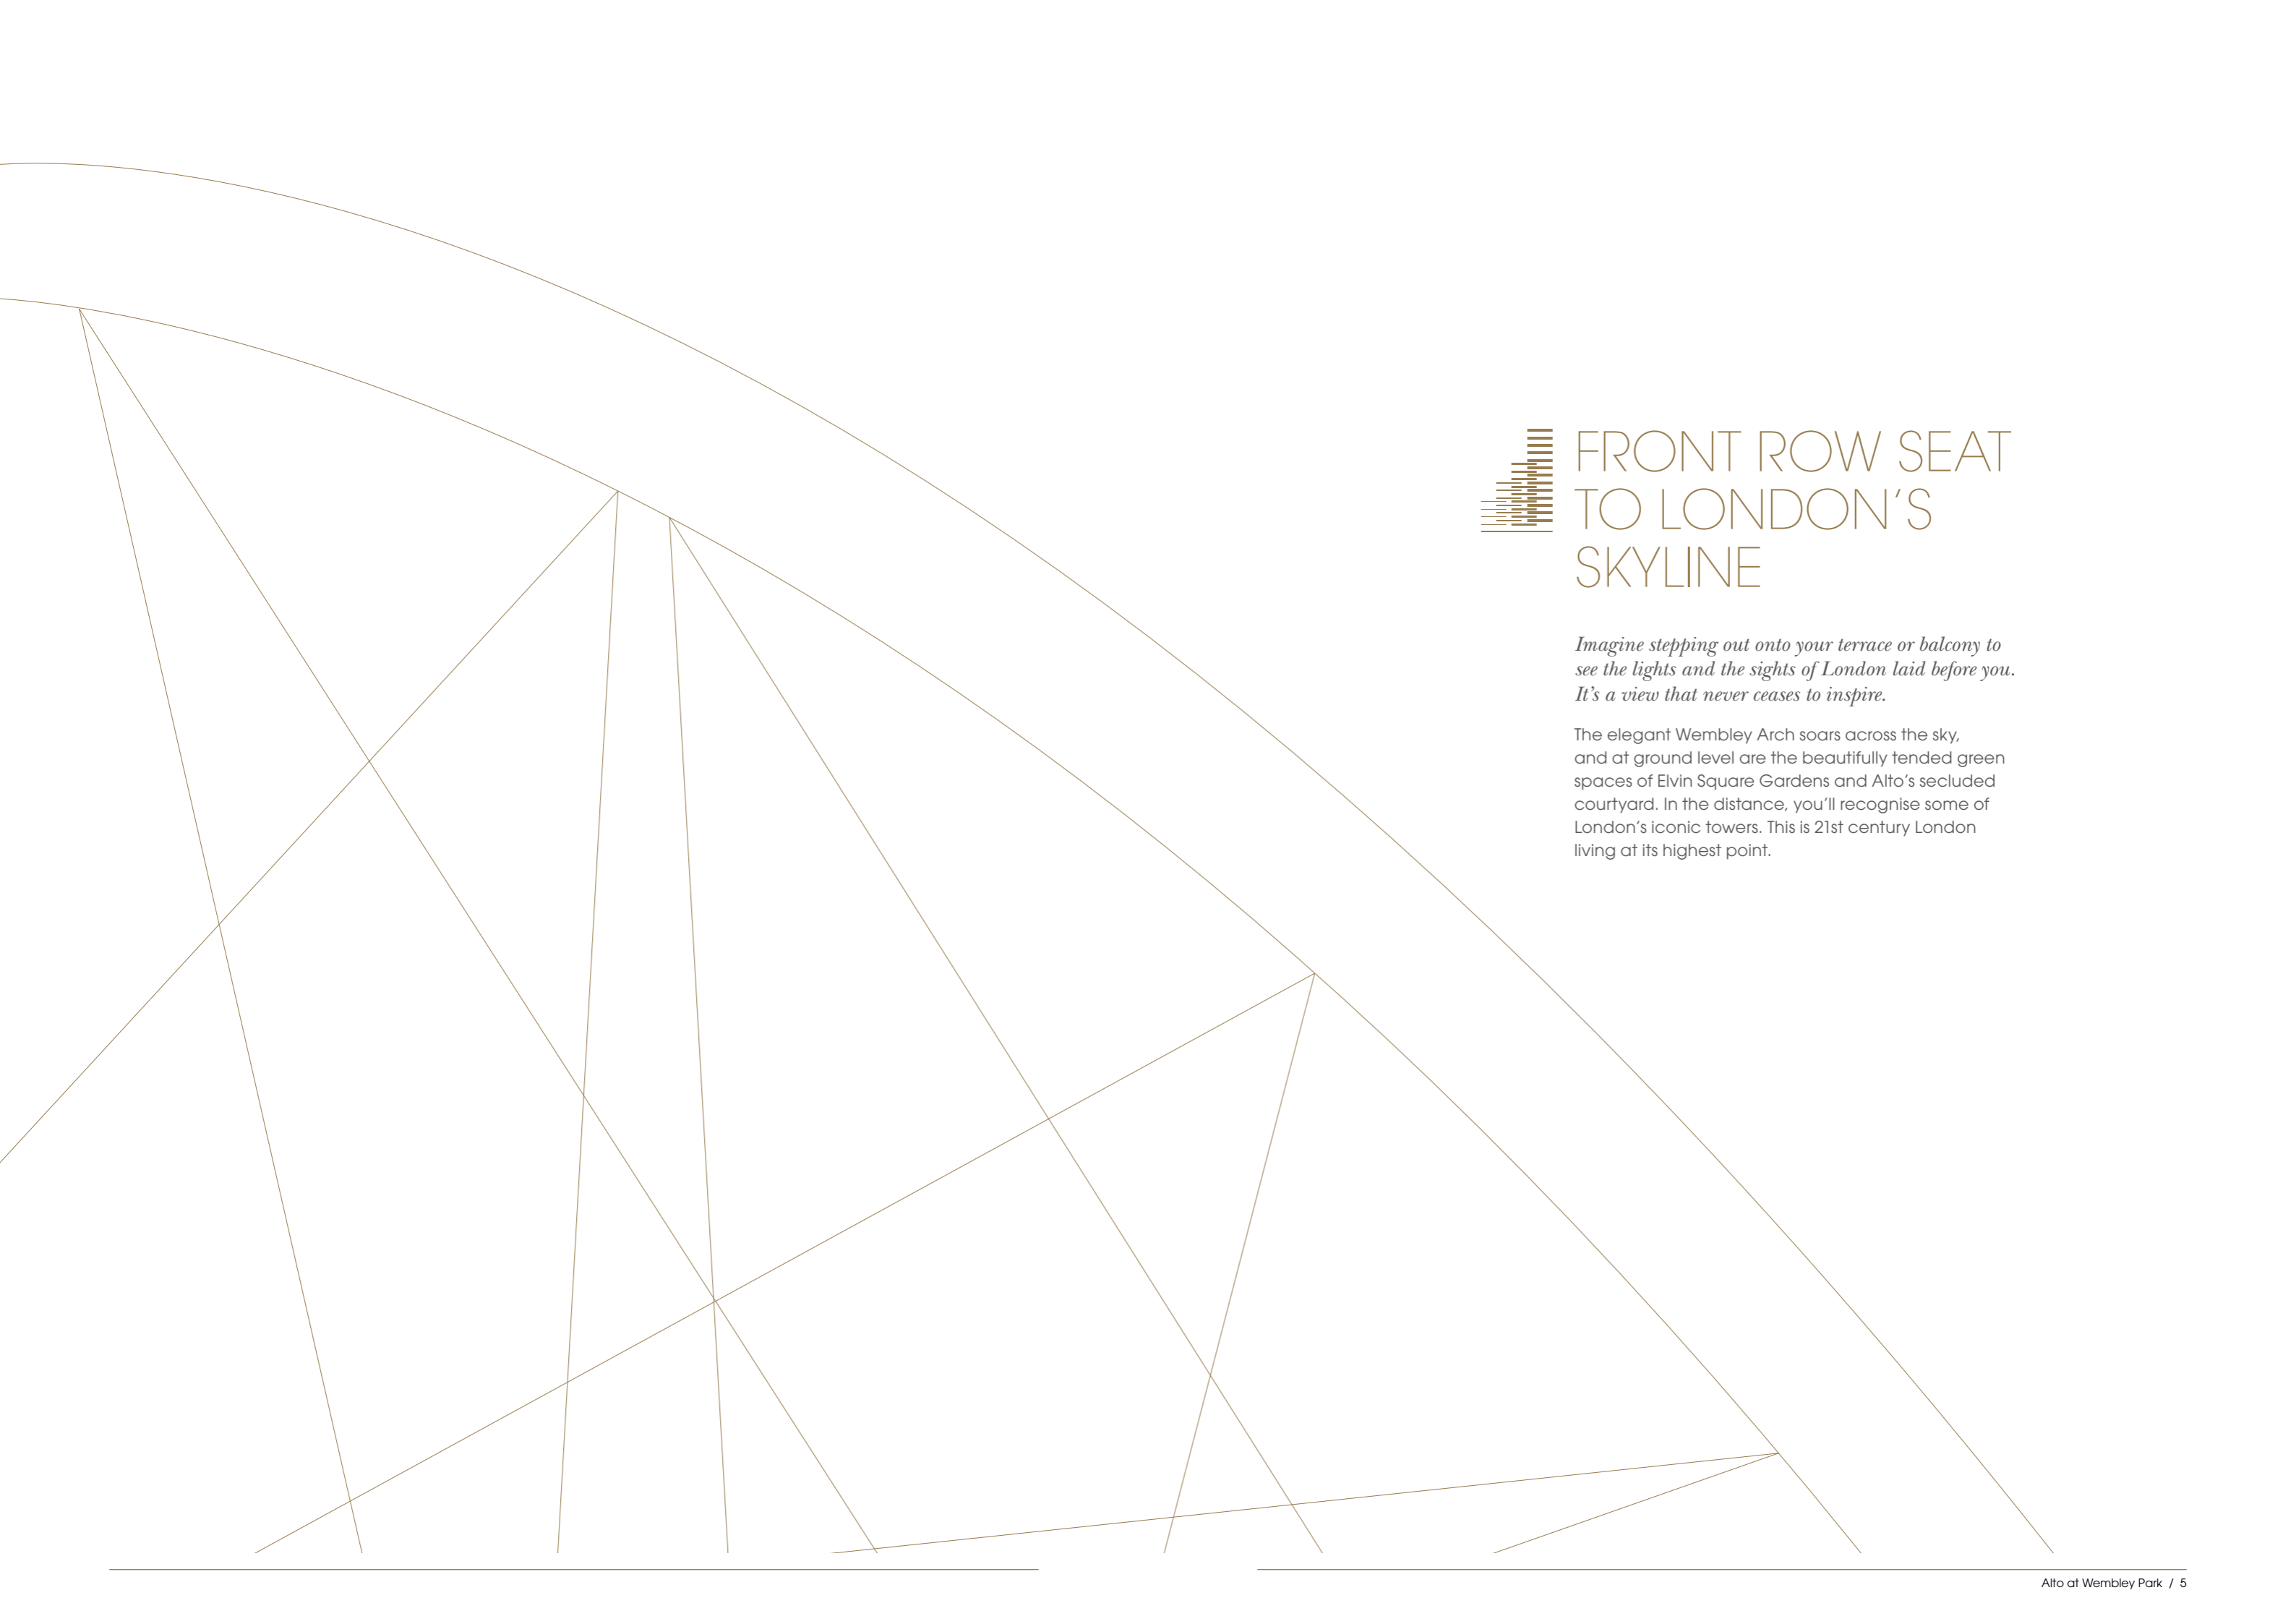 FRONT ROW SEAT
TO LONDON'S
SKYLINE
Imagine stepping out onto your terrace or balcony to
see the lights and the sights of London laid before you.
It's a view that never ceases to inspire.
The elegant Wembley Arch soars across the sky,
and at ground level are the beautifully tended green
spaces of Elvin Square Gardens and Alto's secluded
courtyard. In the distance, you'll recognise some of
London's iconic towers. This is 21st century London
living at its highest point.
Alto at Wembley Park / 5